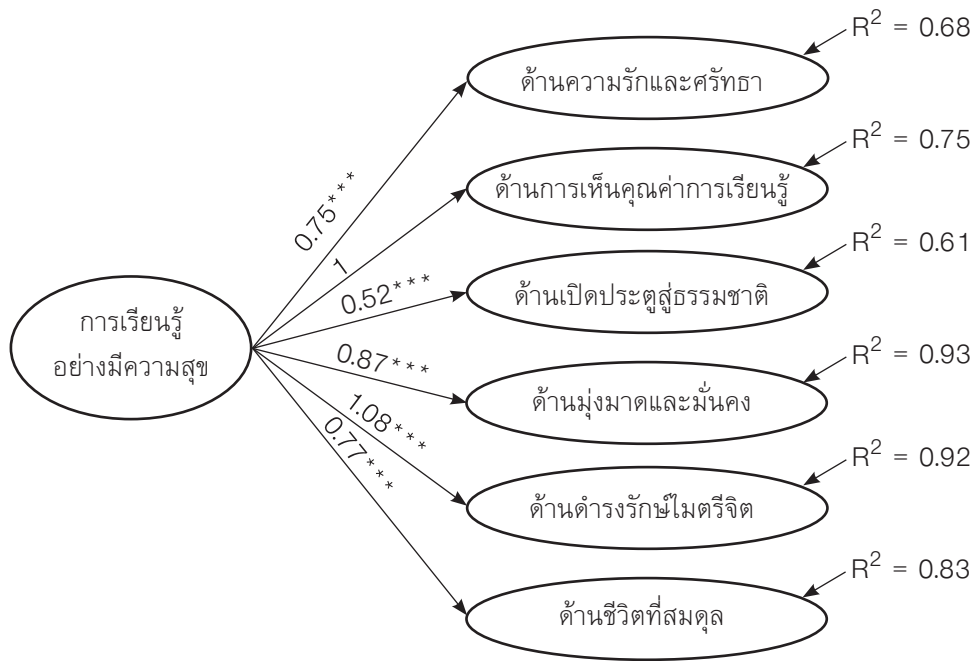 R² = 0.68
ด้านความรักและศรัทธา
R² = 0.75
0.75***
ด้านการเห็นคุณค่าการเรียนรู้
1
R² = 0.61
0.52***
ด้านเปิดประตูสู่ธรรมชาติ
การเรียนรู้
อย่างมีความสุข
R² = 0.93
0.87***
ด้านมุ่งมาดและมั่นคง
1.08***
R² = 0.92
0.77***
ด้านดำรงรักษ์ไมตรีจิต
R² = 0.83
ด้านชีวิตที่สมดุล